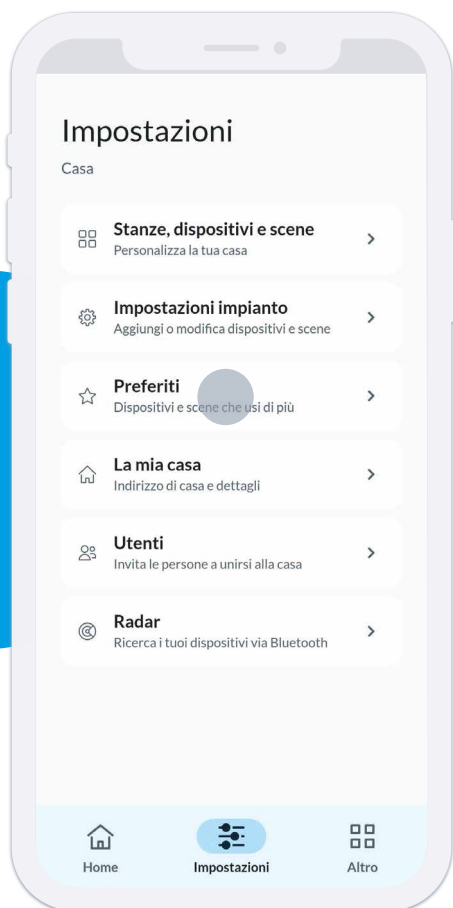 Impostazioni
Casa
Stanze, dispositivi e scene
Personalizza la tua casa
Impostazioni impianto
Aggiungi o modifica dispositivi e scene
Preferiti
Dispositivi e scene che usi di più
La mia casa
Indirizzo di casa e dettagli
Utenti
Invita le persone a unirsi alla casa
Radar
Ricerca i tuoi dispositivi via Bluetooth
Home Impostazioni Altro